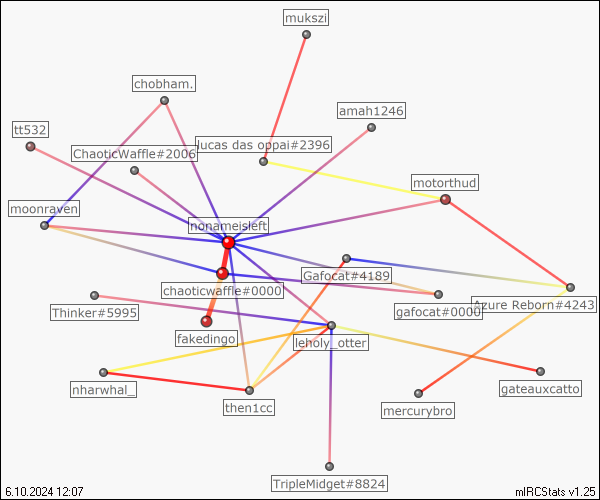 mukszi
chobham.
amah1246
tt532
ChaoticWaffle#2006
lucas das oppai#2396
motorthud
moonraven
nonameisleft
Gafocat#4189
chaoticwaffle#0000
gafocat#0000
Azure Reborn#4243
Thinker#5995
fakedingo
leholy_otter
nharwhal_
then1cc
mercurybro
gateauxcatto
TripleMidget#8824
6.10.2024 12:07
mIRCStats v1.25